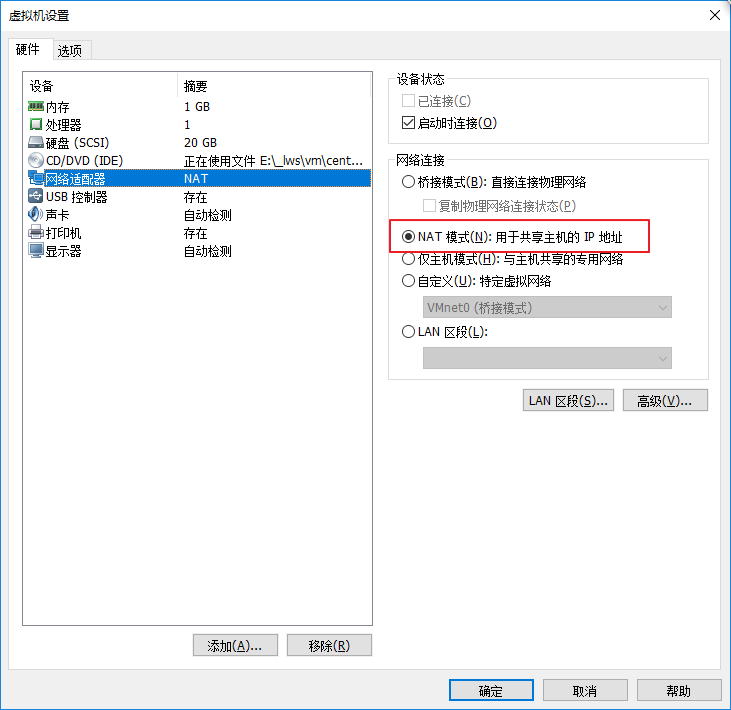 虚拟机设置
硬件 选项
设备 摘要
内存 1 GB
处理器 1
硬盘 (SCSI) 20 GB
CD/DVD (IDE) 正在使用文件 E:\_lws\vm\cent...
网络适配器 NAT
USB 控制器 存在
声卡 自动检测
打印机 存在
显示器 自动检测
添加(A)... 移除(R)
设备状态
已连接(C)
启动时连接(O)
网络连接
桥接模式(B): 直接连接物理网络
复制物理网络连接状态(P)
NAT 模式(N): 用于共享主机的 IP 地址
仅主机模式(H): 与主机共享的专用网络
自定义(U): 特定虚拟网络
VMnet0 (桥接模式)
LAN 区段(L):
LAN 区段(S)... 高级(V)...
确定 取消 帮助